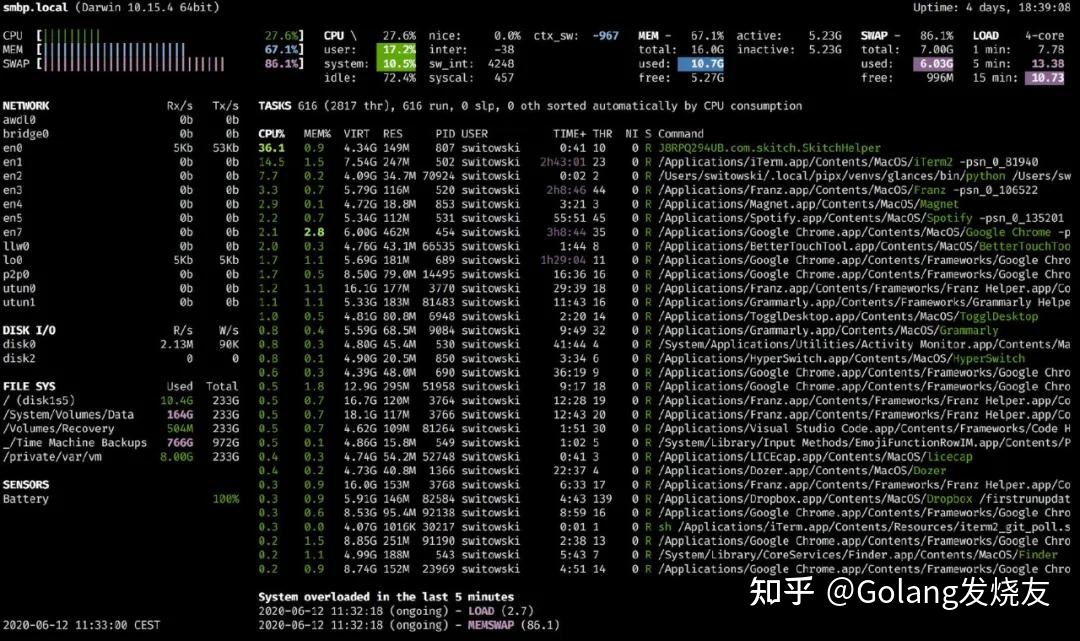 smbp.local (Darwin 10.15.4 64bit) Uptime: 4 days, 18:39:08
CPU [ 27.6%] CPU \ 27.6% nice: 0.0% ctx_sw: -967 MEM - 67.1% active: 5.23G SWAP - 86.1% LOAD 4-core
MEM [ 67.1%] user: 17.2% inter: -38 total: 16.0G inactive: 5.23G total: 7.00G 1 min: 7.78
SWAP [ 86.1%] system: 10.5% sw_int: 4248 used: 10.7G used: 6.03G 5 min: 13.38
idle: 72.4% syscal: 457 free: 5.27G free: 996M 15 min: 10.73
NETWORK Rx/s Tx/s TASKS 616 (2817 thr), 616 run, 0 slp, 0 oth sorted automatically by CPU consumption
awdl0 0b 0b
bridge0 0b 0b CPU% MEM% VIRT RES PID USER TIME+ THR NI S Command
en0 5Kb 53Kb 36.1 0.9 4.34G 149M 807 switowski 0:41 10 0 R J8RPQ294UB.com.skitch.SkitchHelper
en1 0b 0b 14.5 1.5 7.54G 247M 502 switowski 2h43:01 23 0 R /Applications/iTerm.app/Contents/MacOS/iTerm2 -psn_0_81940
en2 0b 0b 7.7 0.2 4.09G 34.7M 70924 switowski 0:02 2 0 R /Users/switowski/.local/pipx/venvs/glances/bin/python /Users/sw
en3 0b 0b 3.3 0.7 5.79G 116M 520 switowski 2h8:46 44 0 R /Applications/Franz.app/Contents/MacOS/Franz -psn_0_106522
en4 0b 0b 2.9 0.1 4.72G 18.8M 853 switowski 3:21 3 0 R /Applications/Magnet.app/Contents/MacOS/Magnet
en5 0b 0b 2.2 0.7 5.34G 112M 531 switowski 55:51 45 0 R /Applications/Spotify.app/Contents/MacOS/Spotify -psn_0_135201
en7 0b 0b 2.1 2.8 6.00G 462M 454 switowski 3h8:44 35 0 R /Applications/Google Chrome.app/Contents/MacOS/Google Chrome -p
llw0 0b 0b 2.0 0.3 4.76G 43.1M 66535 switowski 1:44 8 0 R /Applications/BetterTouchTool.app/Contents/MacOS/BetterTouchToo
lo0 5Kb 5Kb 1.7 1.1 5.69G 181M 689 switowski 1h29:04 11 0 R /Applications/Google Chrome.app/Contents/Frameworks/Google Chro
p2p0 0b 0b 1.7 0.5 8.50G 79.0M 14495 switowski 16:36 16 0 R /Applications/Google Chrome.app/Contents/Frameworks/Google Chro
utun0 0b 0b 1.2 1.1 16.1G 177M 3770 switowski 29:39 18 0 R /Applications/Franz.app/Contents/Frameworks/Franz Helper.app/Co
utun1 0b 0b 1.1 1.1 5.33G 183M 81483 switowski 11:43 16 0 R /Applications/Grammarly.app/Contents/Frameworks/Grammarly Helpe
1.0 0.5 4.81G 80.8M 6948 switowski 2:20 14 0 R /Applications/TogglDesktop.app/Contents/MacOS/TogglDesktop
DISK I/O R/s W/s 0.8 0.4 5.59G 68.5M 9084 switowski 9:49 32 0 R /Applications/Grammarly.app/Contents/MacOS/Grammarly
disk0 2.13M 90K 0.8 0.3 4.80G 45.4M 530 switowski 41:44 4 0 R /System/Applications/Utilities/Activity Monitor.app/Contents/Ma
disk2 0 0 0.8 0.1 4.90G 20.5M 850 switowski 3:34 6 0 R /Applications/HyperSwitch.app/Contents/MacOS/HyperSwitch
0.6 0.3 4.39G 48.0M 690 switowski 36:19 9 0 R /Applications/Google Chrome.app/Contents/Frameworks/Google Chro
FILE SYS Used Total 0.5 1.8 12.9G 295M 51958 switowski 9:17 18 0 R /Applications/Google Chrome.app/Contents/Frameworks/Google Chro
/ (disk1s5) 10.4G 233G 0.5 0.7 16.7G 120M 3764 switowski 12:28 19 0 R /Applications/Franz.app/Contents/Frameworks/Franz Helper.app/Co
/System/Volumes/Data 164G 233G 0.5 0.7 18.1G 117M 3766 switowski 12:43 20 0 R /Applications/Franz.app/Contents/Frameworks/Franz Helper.app/Co
/Volumes/Recovery 504M 233G 0.5 0.7 4.62G 109M 81264 switowski 1:51 30 0 R /Applications/Visual Studio Code.app/Contents/Frameworks/Code H
_/Time Machine Backups 766G 972G 0.5 0.1 4.86G 15.8M 549 switowski 1:02 5 0 R /System/Library/Input Methods/EmojiFunctionRowIM.app/Contents/P
/private/var/vm 8.00G 233G 0.4 0.3 4.74G 54.2M 52748 switowski 0:41 3 0 R /Applications/LICEcap.app/Contents/MacOS/licecap
0.4 0.2 4.73G 40.8M 1366 switowski 22:37 4 0 R /Applications/Dozer.app/Contents/MacOS/Dozer
SENSORS 0.3 0.9 16.0G 153M 3768 switowski 6:33 17 0 R /Applications/Franz.app/Contents/Frameworks/Franz Helper.app/Co
Battery 100% 0.3 0.9 5.91G 146M 82584 switowski 4:43 139 0 R /Applications/Dropbox.app/Contents/MacOS/Dropbox /firstrunupdat
0.3 0.6 8.53G 95.4M 92138 switowski 8:59 16 0 R /Applications/Google Chrome.app/Contents/Frameworks/Google Chro
0.3 0.0 4.07G 1016K 30217 switowski 0:01 1 0 R sh /Applications/iTerm.app/Contents/Resources/iterm2_git_poll.s
0.2 1.5 8.85G 251M 91190 switowski 2:38 13 0 R /Applications/Google Chrome.app/Contents/Frameworks/Google Chro
0.2 1.1 4.99G 188M 543 switowski 5:43 7 0 R /System/Library/CoreServices/Finder.app/Contents/MacOS/Finder
0.2 0.9 8.74G 152M 23969 switowski 4:51 14 0 R /Applications/Google Chrome.app/Contents/Frameworks/Google Chro
System overloaded in the last 5 minutes
2020-06-12 11:32:18 (ongoing) - LOAD (2.7)
2020-06-12 11:33:00 CEST 2020-06-12 11:32:18 (ongoing) - MEMSWAP (86.1)
知乎 @Golang发烧友